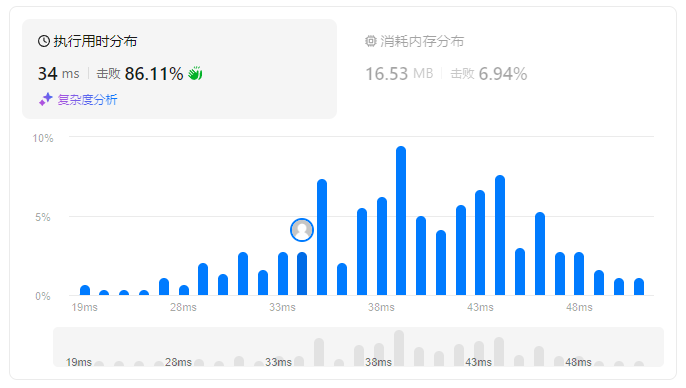 执行用时分布
34 ms 击败 86.11%
复杂度分析
消耗内存分布
16.53 MB 击败 6.94%
10%
5%
0%
19ms 28ms 33ms 38ms 43ms 48ms
19ms 28ms 33ms 38ms 43ms 48ms